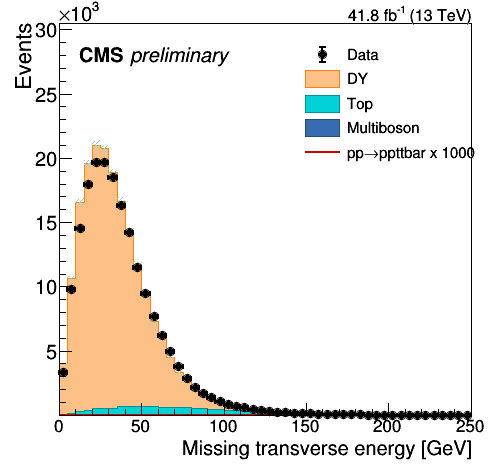 ×10³
41.8 fb⁻¹ (13 TeV)
Events
CMS preliminary
Data
DY
Top
Multiboson
pp→ppttbar x 1000
30
25
20
15
10
5
0 50 100 150 200 250
Missing transverse energy [GeV]